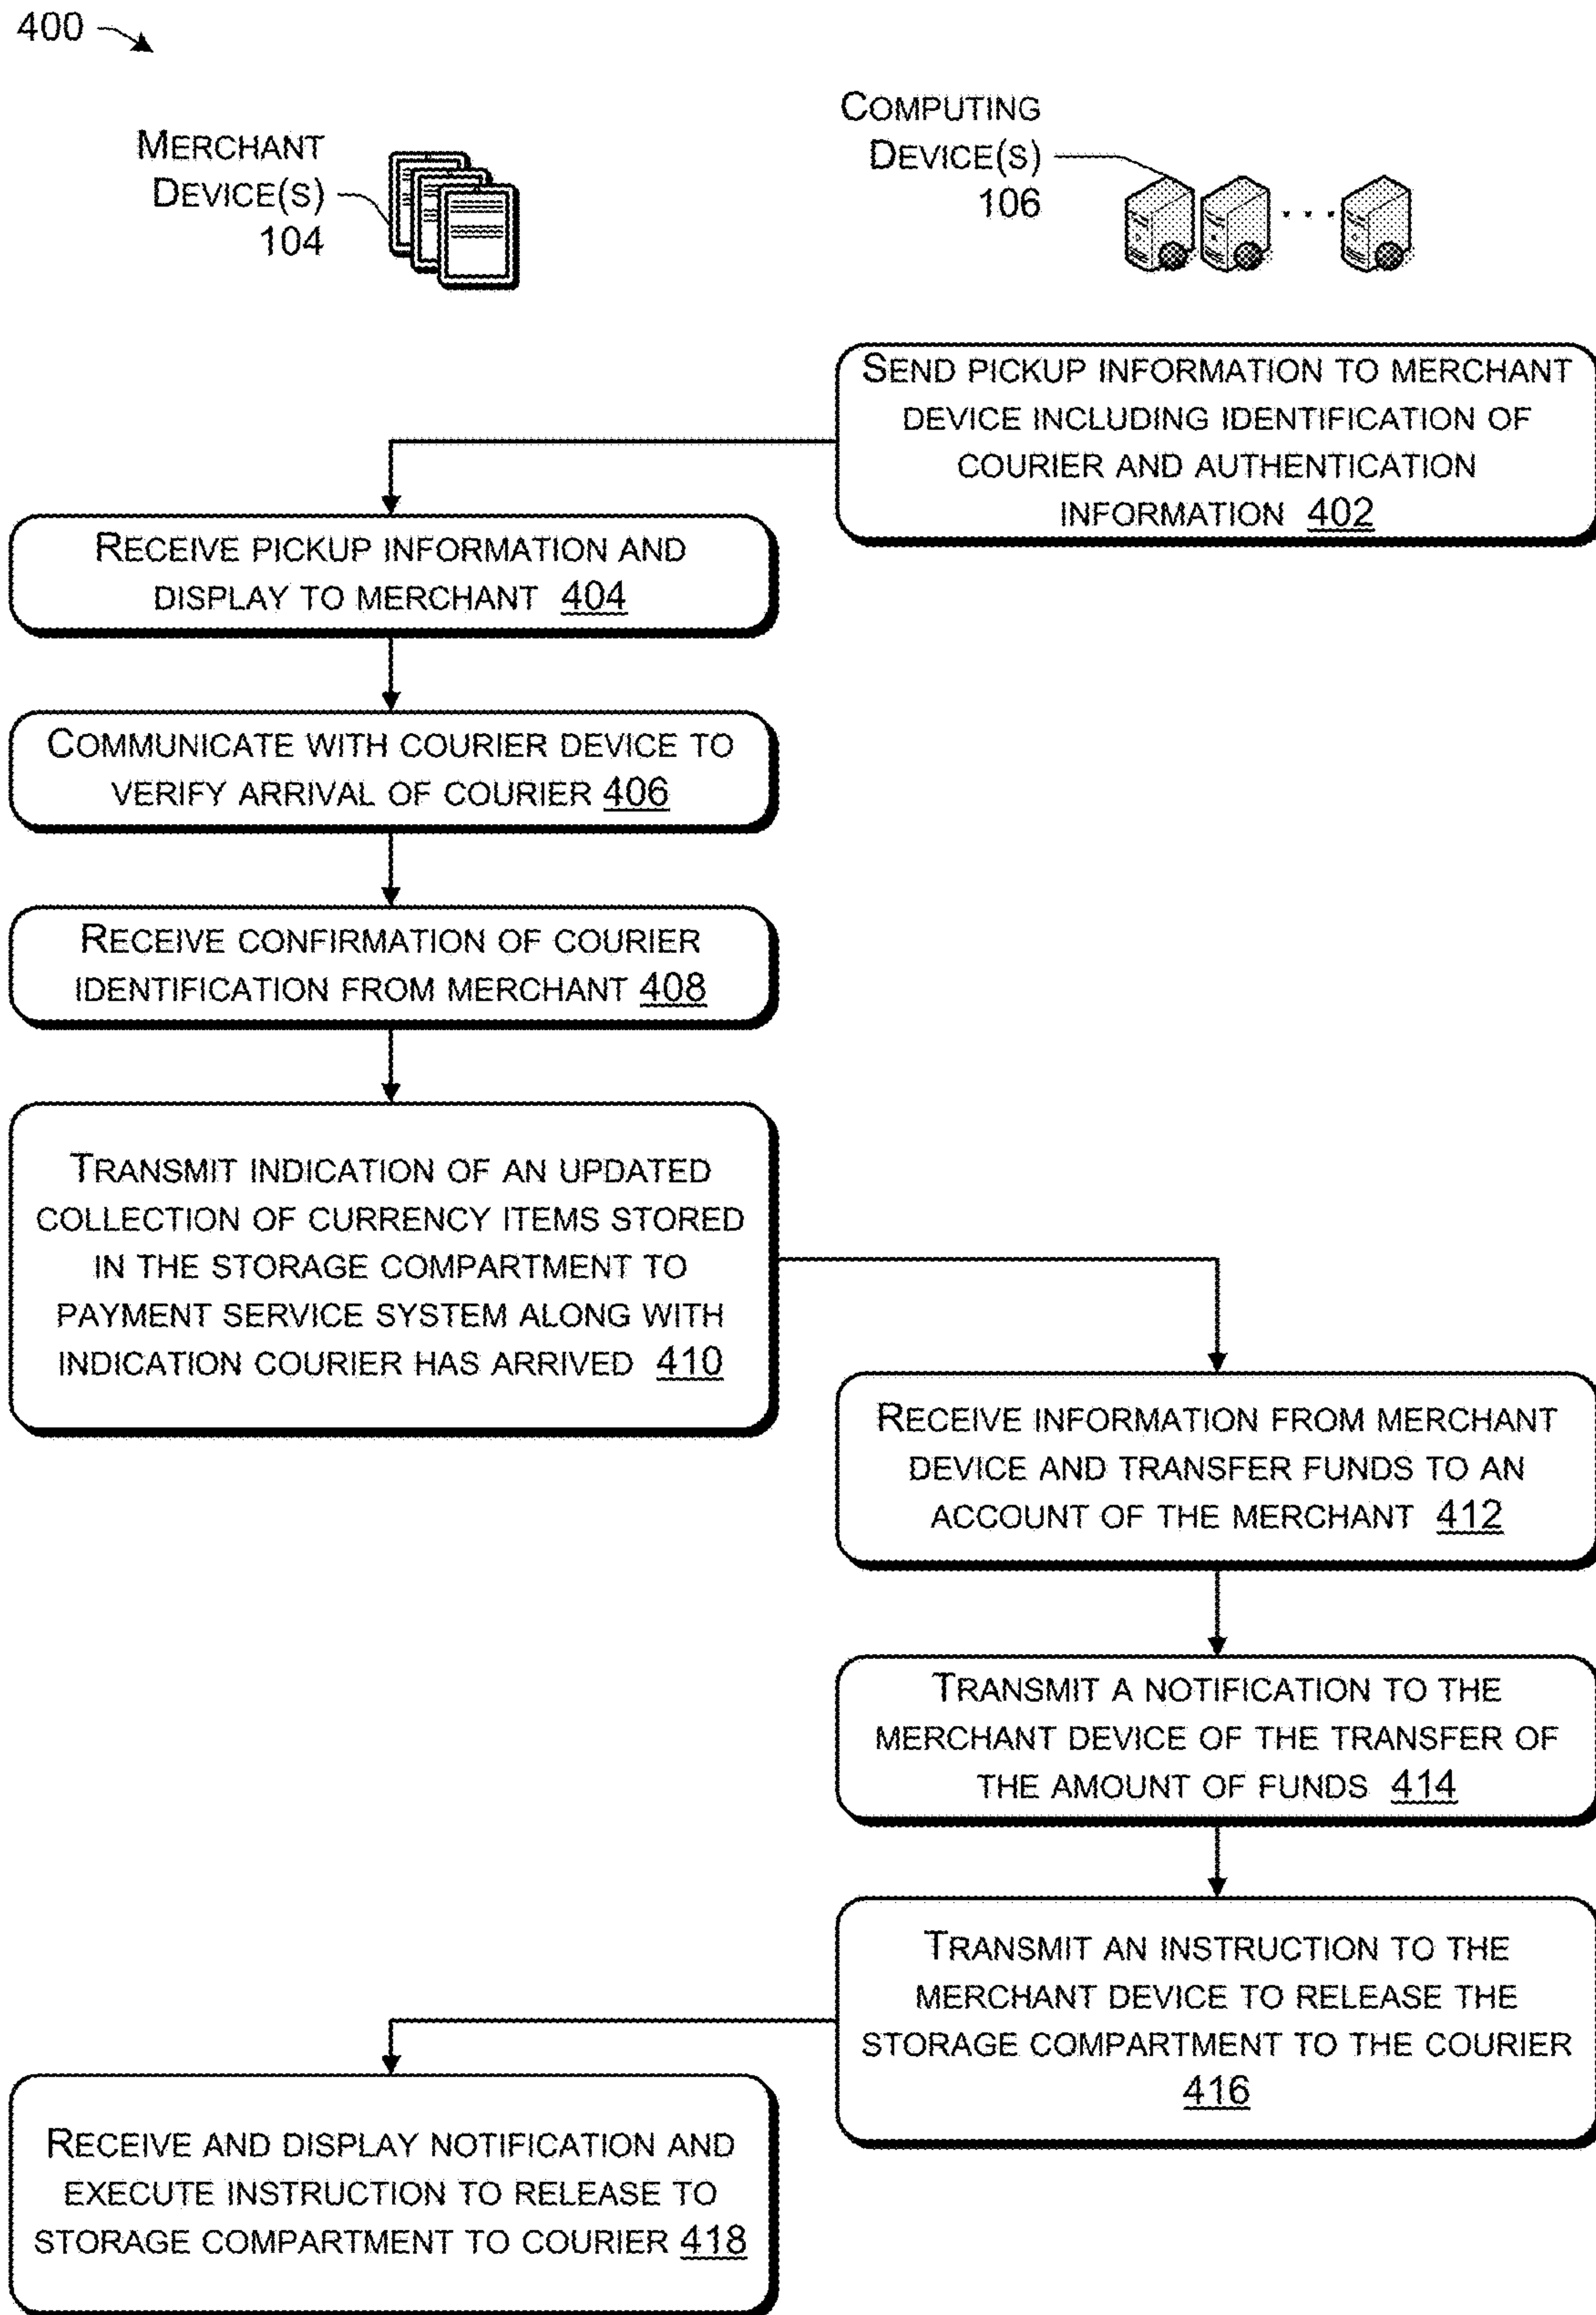 400
MERCHANT
DEVICE(S)
104
COMPUTING
DEVICE(S)
106
SEND PICKUP INFORMATION TO MERCHANT
DEVICE INCLUDING IDENTIFICATION OF
COURIER AND AUTHENTICATION
INFORMATION 402
RECEIVE PICKUP INFORMATION AND
DISPLAY TO MERCHANT 404
COMMUNICATE WITH COURIER DEVICE TO
VERIFY ARRIVAL OF COURIER 406
RECEIVE CONFIRMATION OF COURIER
IDENTIFICATION FROM MERCHANT 408
TRANSMIT INDICATION OF AN UPDATED
COLLECTION OF CURRENCY ITEMS STORED
IN THE STORAGE COMPARTMENT TO
PAYMENT SERVICE SYSTEM ALONG WITH
INDICATION COURIER HAS ARRIVED 410
RECEIVE INFORMATION FROM MERCHANT
DEVICE AND TRANSFER FUNDS TO AN
ACCOUNT OF THE MERCHANT 412
TRANSMIT A NOTIFICATION TO THE
MERCHANT DEVICE OF THE TRANSFER OF
THE AMOUNT OF FUNDS 414
TRANSMIT AN INSTRUCTION TO THE
MERCHANT DEVICE TO RELEASE THE
STORAGE COMPARTMENT TO THE COURIER
416
RECEIVE AND DISPLAY NOTIFICATION AND
EXECUTE INSTRUCTION TO RELEASE TO
STORAGE COMPARTMENT TO COURIER 418